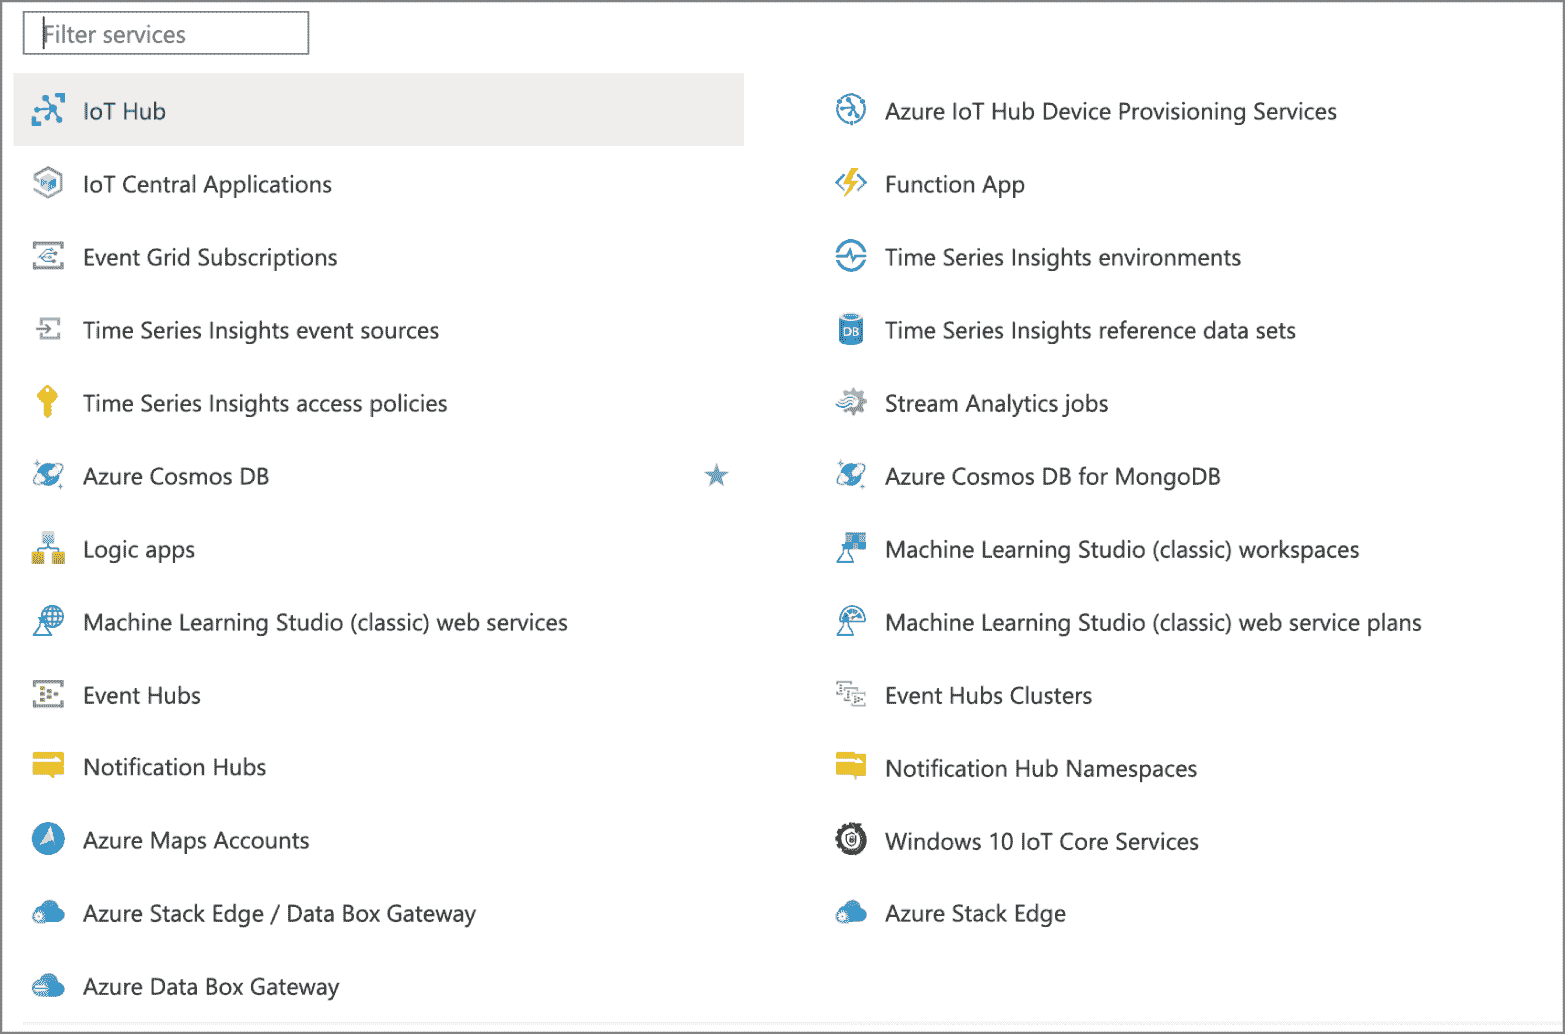 Filter services
IoT Hub
Azure IoT Hub Device Provisioning Services
IoT Central Applications
Function App
Event Grid Subscriptions
Time Series Insights environments
Time Series Insights event sources
DB
Time Series Insights reference data sets
Time Series Insights access policies
Stream Analytics jobs
Azure Cosmos DB
Azure Cosmos DB for MongoDB
Logic apps
Machine Learning Studio (classic) workspaces
Machine Learning Studio (classic) web services
Machine Learning Studio (classic) web service plans
Event Hubs
Event Hubs Clusters
Notification Hubs
Notification Hub Namespaces
Azure Maps Accounts
Windows 10 IoT Core Services
Azure Stack Edge / Data Box Gateway
Azure Stack Edge
Azure Data Box Gateway